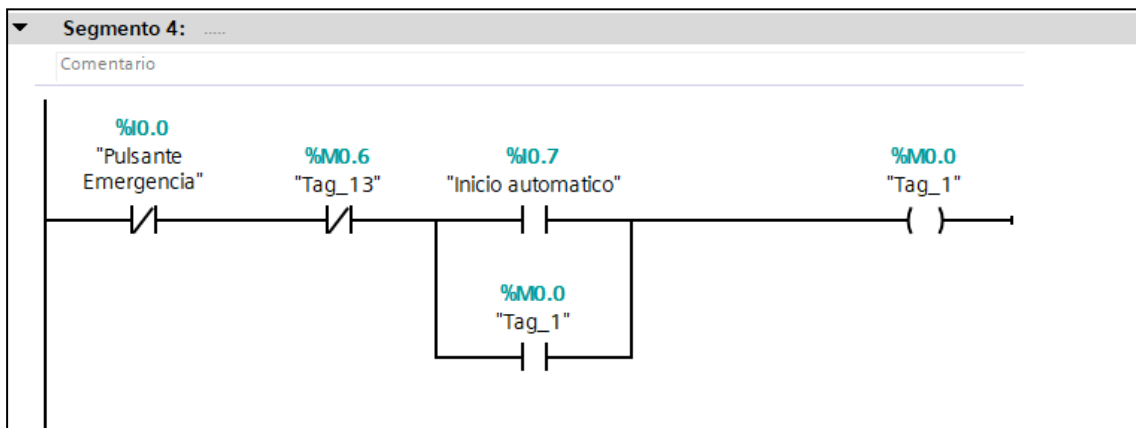 Segmento 4: .....
Comentario
%I0.0
"Pulsante
Emergencia"
%M0.6
"Tag_13"
%I0.7
"Inicio automatico"
%M0.0
"Tag_1"
%M0.0
"Tag_1"